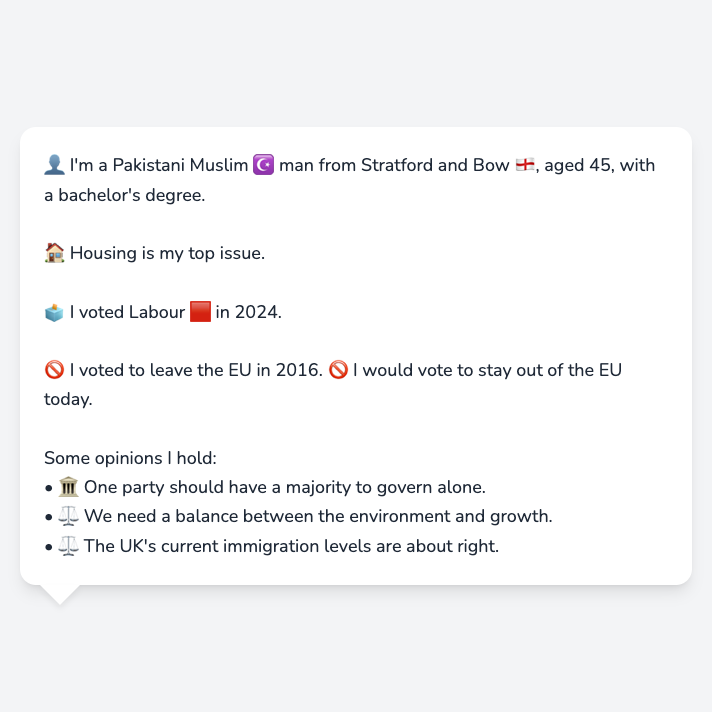 👤 I'm a Pakistani Muslim ☪️ man from Stratford and Bow 🏴󠁧󠁢󠁥󠁮󠁧󠁿, aged 45, with
a bachelor's degree.
🏠 Housing is my top issue.
🗳️ I voted Labour 🟥 in 2024.
🚫 I voted to leave the EU in 2016. 🚫 I would vote to stay out of the EU
today.
Some opinions I hold:
• 🏛️ One party should have a majority to govern alone.
• ⚖️ We need a balance between the environment and growth.
• ⚖️ The UK's current immigration levels are about right.